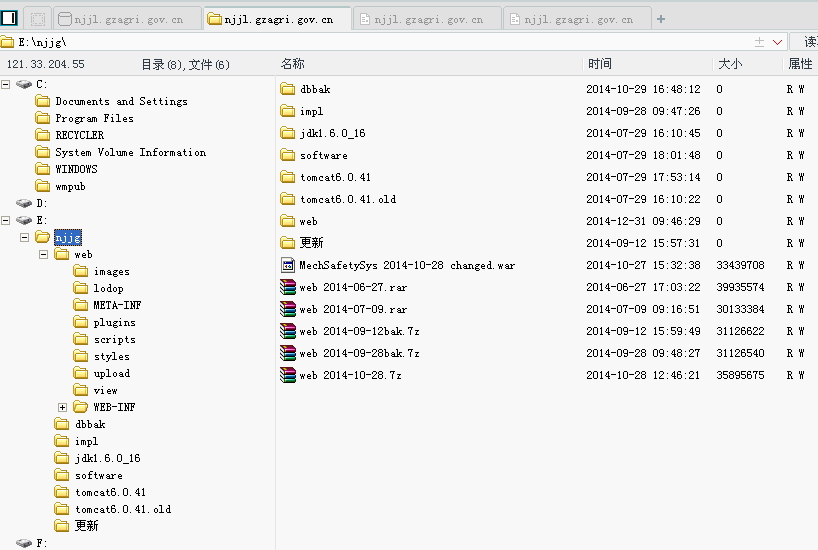 njjl.gzagri.gov.cn njjl.gzagri.gov.cn njjl.gzagri.gov.cn njjl.gzagri.gov.cn
E:\njjg\
121.33.204.55 目录(8),文件(6) 名称 时间 大小 属性
C:
Documents and Settings
Program Files
RECYCLER
System Volume Information
WINDOWS
wmpub
D:
E:
njjg
web
images
lodop
META-INF
plugins
scripts
styles
upload
view
WEB-INF
dbbak
impl
jdk1.6.0_16
software
tomcat6.0.41
tomcat6.0.41.old
更新
F:
dbbak 2014-10-29 16:48:12 0 R W
impl 2014-09-28 09:47:26 0 R W
jdk1.6.0_16 2014-07-29 16:10:45 0 R W
software 2014-07-29 18:01:48 0 R W
tomcat6.0.41 2014-07-29 17:53:14 0 R W
tomcat6.0.41.old 2014-07-29 16:10:22 0 R W
web 2014-12-31 09:46:29 0 R W
更新 2014-09-12 15:57:31 0 R W
MechSafetySys 2014-10-28 changed.war 2014-10-27 15:32:38 33439708 R W
web 2014-06-27.rar 2014-06-27 17:03:22 39935574 R W
web 2014-07-09.rar 2014-07-09 09:16:51 30133384 R W
web 2014-09-12bak.7z 2014-09-12 15:59:49 31126622 R W
web 2014-09-28bak.7z 2014-09-28 09:48:27 31126540 R W
web 2014-10-28.7z 2014-10-28 12:46:21 35895675 R W